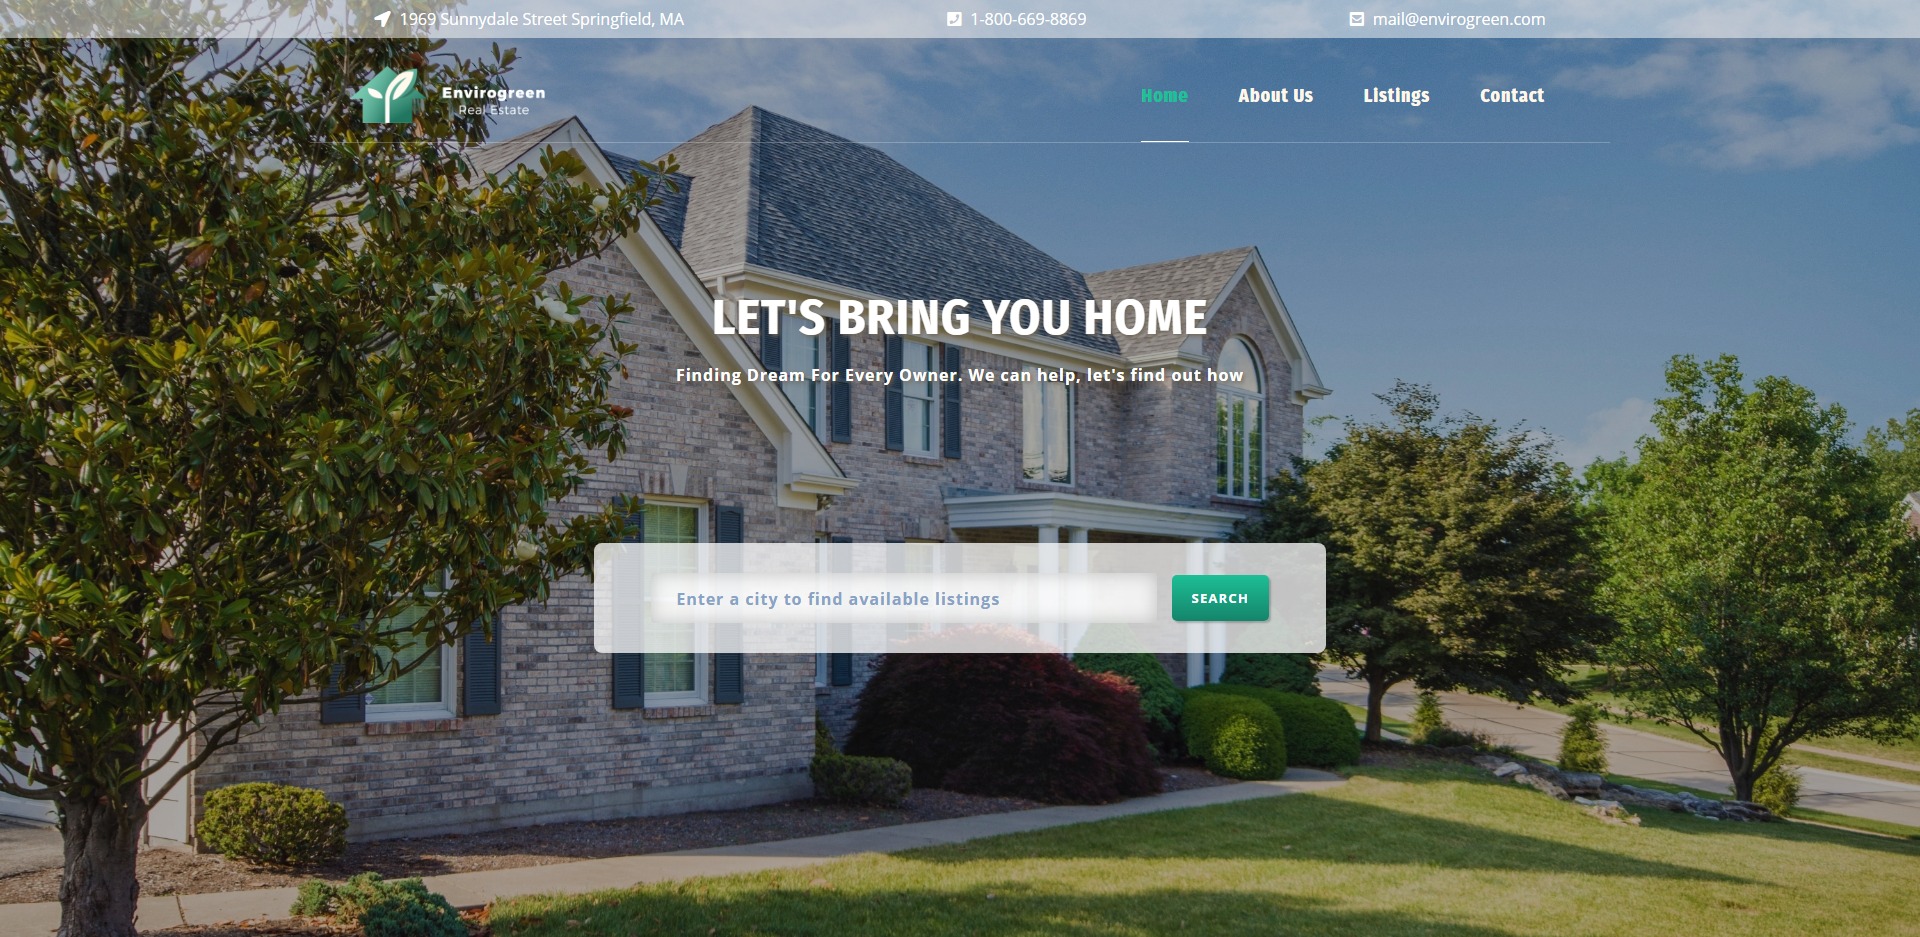 1969 Sunnydale Street Springfield, MA
1-800-669-8869
mail@envirogreen.com
Envirogreen
Real Estate
Home
About Us
Listings
Contact
LET'S BRING YOU HOME
Finding Dream For Every Owner. We can help, let's find out how
Enter a city to find available listings
SEARCH